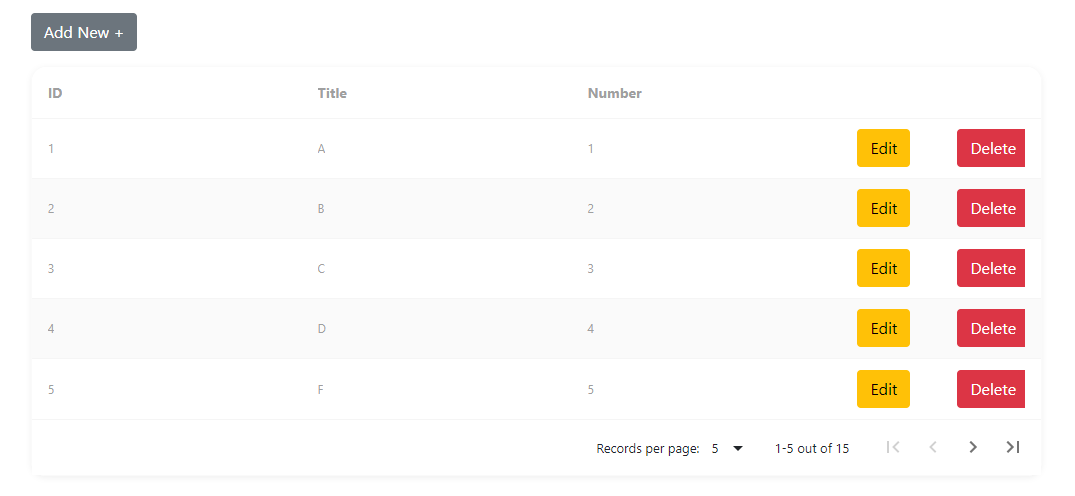 Add New +
ID Title Number
1 A 1 Edit Delete
2 B 2 Edit Delete
3 C 3 Edit Delete
4 D 4 Edit Delete
5 F 5 Edit Delete
Records per page: 5 1-5 out of 15